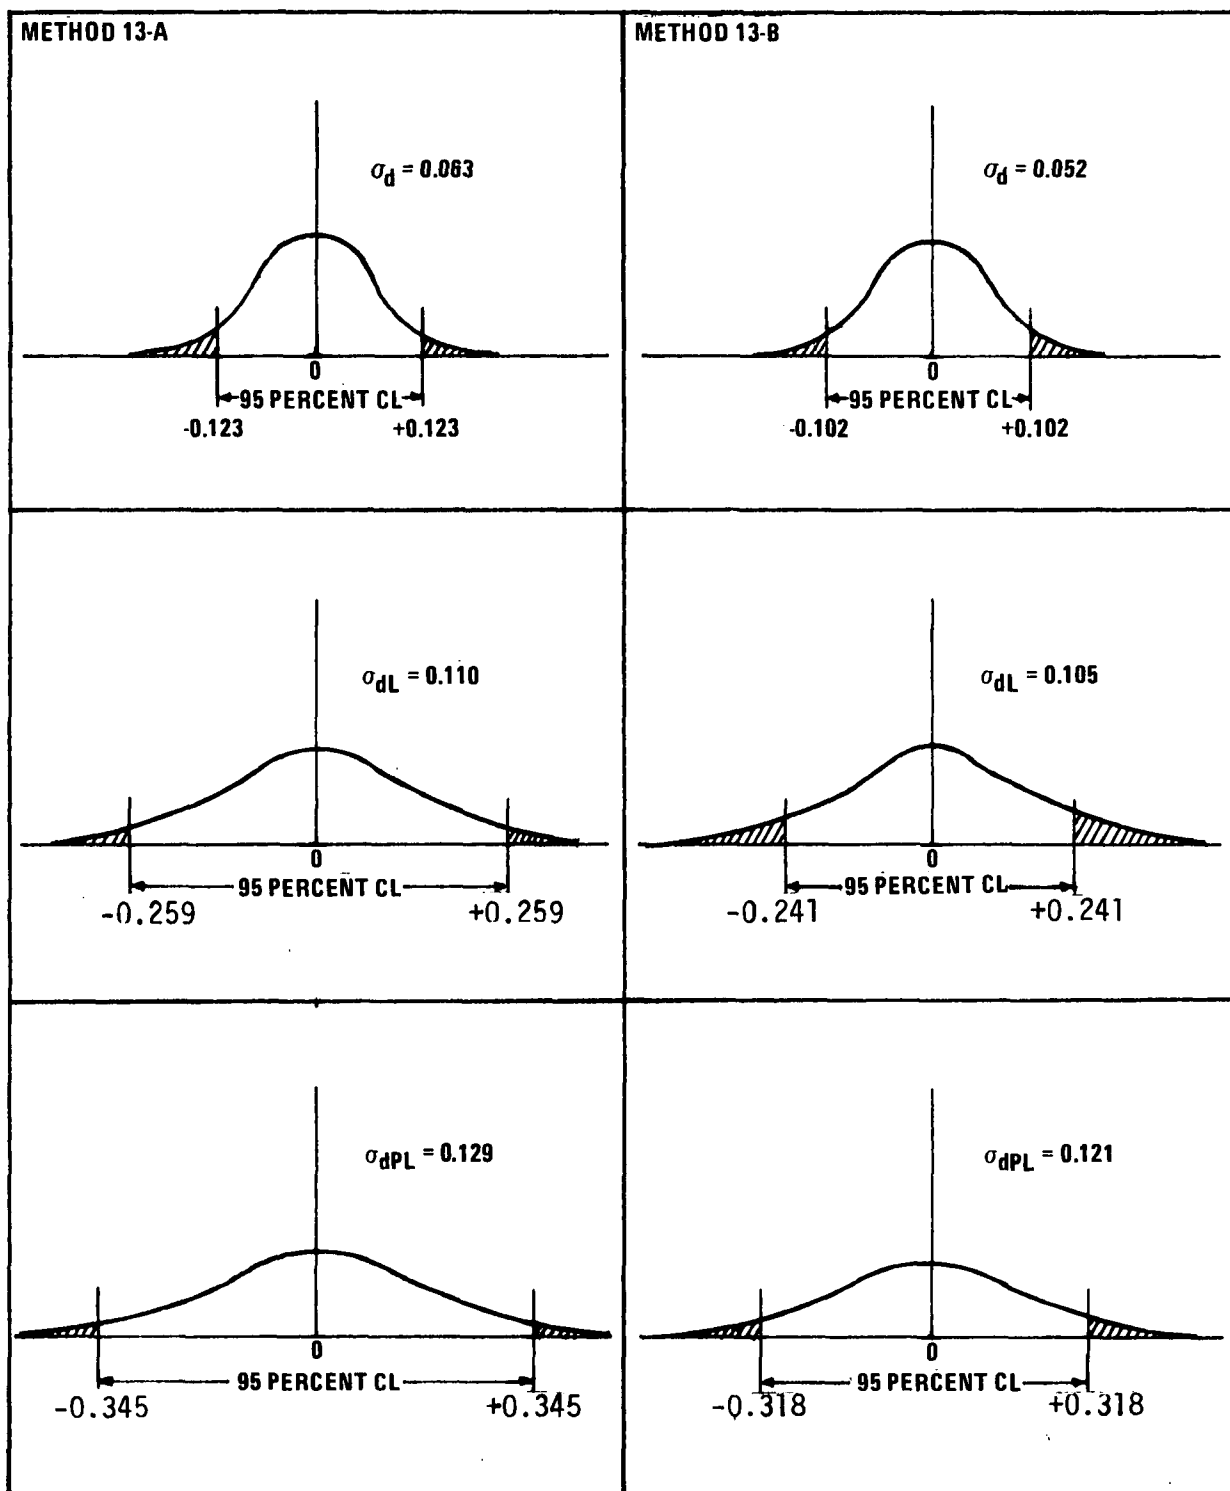 METHOD 13-A
σd = 0.063
0
95 PERCENT CL
-0.123 +0.123
METHOD 13-B
σd = 0.052
0
95 PERCENT CL
-0.102 +0.102
σdL = 0.110
0
95 PERCENT CL
-0.259 +0.259
σdL = 0.105
0
95 PERCENT CL
-0.241 +0.241
σdPL = 0.129
0
95 PERCENT CL
-0.345 +0.345
σdPL = 0.121
0
95 PERCENT CL
-0.318 +0.318